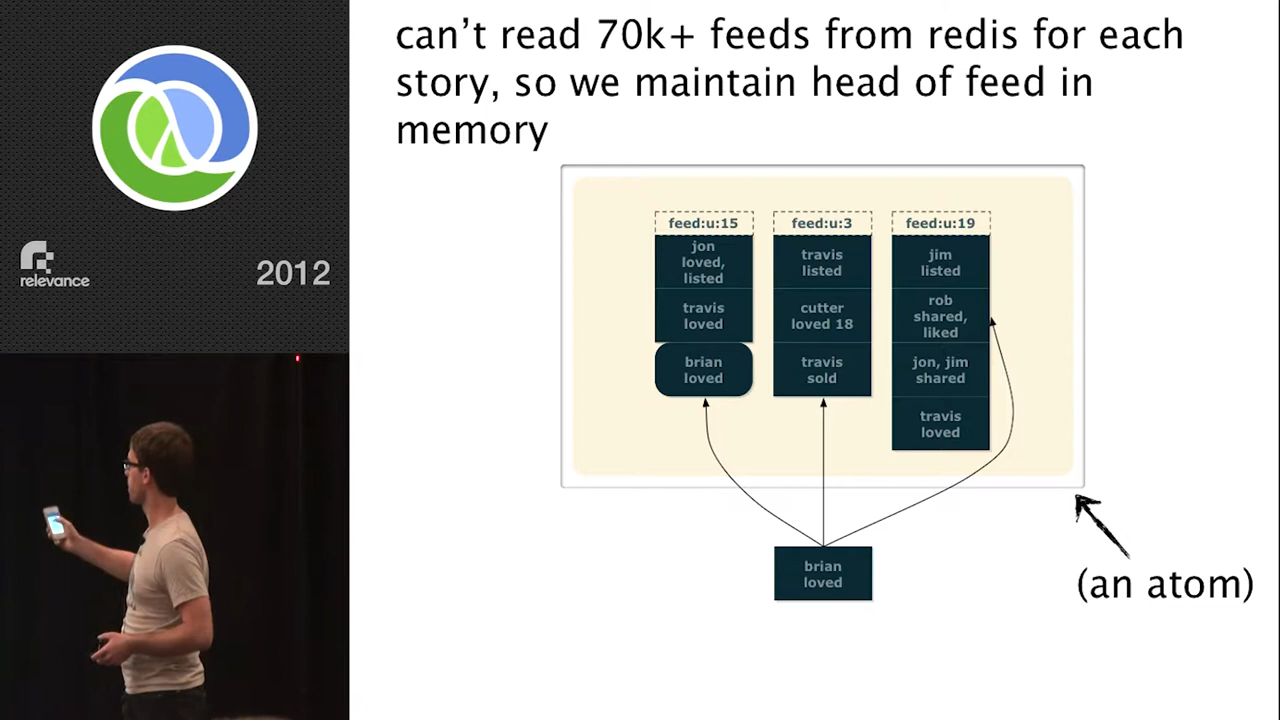 can't read 70k+ feeds from redis for each
story, so we maintain head of feed in
memory
relevance
2012
feed:u:15
jon
loved,
listed
travis
loved
brian
loved
feed:u:3
travis
listed
cutter
loved 18
travis
sold
feed:u:19
jim
listed
rob
shared,
liked
jon, jim
shared
travis
loved
brian
loved
(an atom)